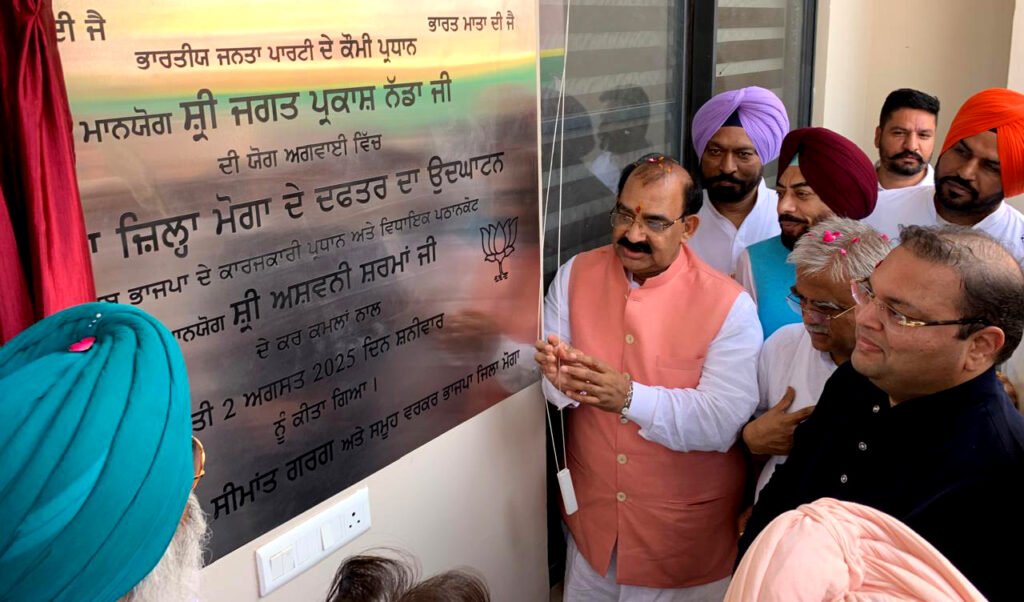 ਦੀ ਜੈ
ਭਾਰਤ ਮਾਤਾ ਦੀ ਜੈ
ਭਾਰਤੀਯ ਜਨਤਾ ਪਾਰਟੀ ਦੇ ਕੌਮੀ ਪ੍ਰਧਾਨ
ਮਾਨਯੋਗ ਸ਼੍ਰੀ ਜਗਤ ਪ੍ਰਕਾਸ਼ ਨੱਡਾ ਜੀ
ਦੀ ਯੋਗ ਅਗਵਾਈ ਵਿੱਚ
ਜ਼ਿਲ੍ਹਾ ਮੋਗਾ ਦੇ ਦਫਤਰ ਦਾ ਉਦਘਾਟਨ
ਭਾਜਪਾ ਦੇ ਕਾਰਜਕਾਰੀ ਪ੍ਰਧਾਨ ਅਤੇ ਵਿਧਾਇਕ ਪਠਾਨਕੋਟ
ਮਾਨਯੋਗ ਸ਼੍ਰੀ ਅਸ਼ਵਨੀ ਸ਼ਰਮਾਂ ਜੀ
ਦੇ ਕਰ ਕਮਲਾਂ ਨਾਲ
2 ਅਗਸਤ 2025 ਦਿਨ ਸ਼ਨੀਵਾਰ
ਨੂੰ ਕੀਤਾ ਗਿਆ।
ਸੀਮਾਂਤ ਗਰਗ ਅਤੇ ਸਮੂਹ ਵਰਕਰ ਭਾਜਪਾ ਜ਼ਿਲਾ ਮੋਗਾ